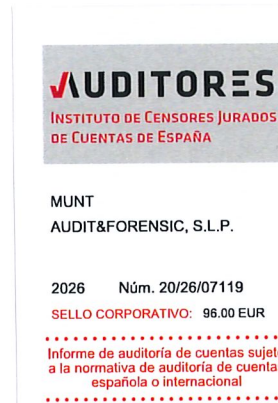 AUDITORES
INSTITUTO DE CENSORES JURADOS
DE CUENTAS DE ESPAÑA
MUNT
AUDIT&FORENSIC, S.L.P.
2026 Núm. 20/26/07119
SELLO CORPORATIVO: 96.00 EUR
Informe de auditoría de cuentas sujet
a la normativa de auditoría de cuenta
española o internacional